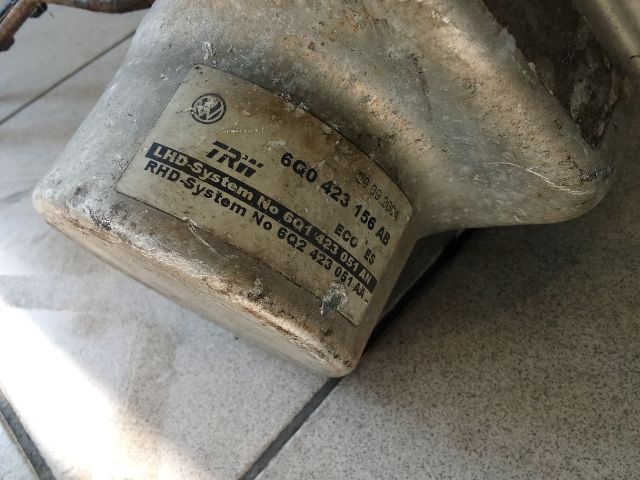 TRW 6Q0 423 156 AB
ECO ES
LHD-System No 6Q1 423 051 AN
RHD-System No 6Q2 423 051 AA